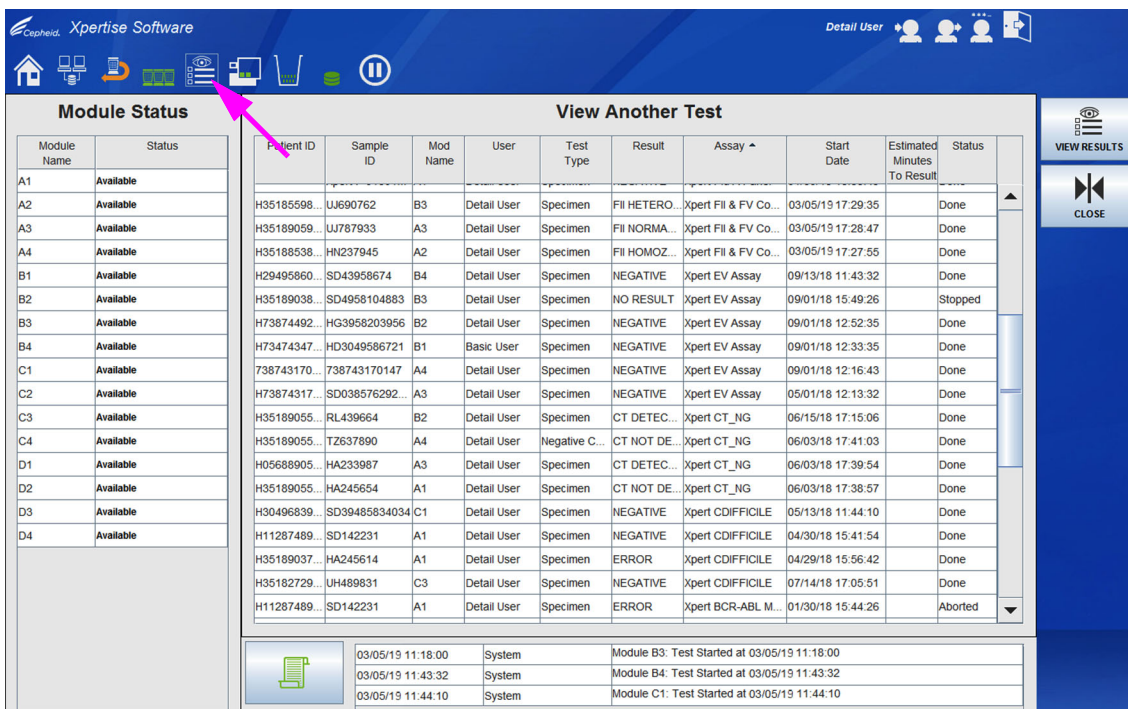 Cepheid. Xpertise Software
Detail User
Module Status
Module Name Status
A1 Available
A2 Available
A3 Available
A4 Available
B1 Available
B2 Available
B3 Available
B4 Available
C1 Available
C2 Available
C3 Available
C4 Available
D1 Available
D2 Available
D3 Available
D4 Available
View Another Test
Patient ID Sample ID Mod Name User Test Type Result Assay Start Date Estimated Minutes To Result Status
H35185598... UJ690762 B3 Detail User Specimen FII HETERO... Xpert FII & FV Co... 03/05/19 17:29:35 Done
H35189059... UJ787933 A3 Detail User Specimen FII NORMA... Xpert FII & FV Co... 03/05/19 17:28:47 Done
H35188538... HN237945 A2 Detail User Specimen FII HOMOZ... Xpert FII & FV Co... 03/05/19 17:27:55 Done
H29495860... SD43958674 B4 Detail User Specimen NEGATIVE Xpert EV Assay 09/13/18 11:43:32 Done
H35189038... SD4958104883 B3 Detail User Specimen NO RESULT Xpert EV Assay 09/01/18 15:49:26 Stopped
H73874492... HG3958203956 B2 Detail User Specimen NEGATIVE Xpert EV Assay 09/01/18 12:52:35 Done
H73474347... HD3049586721 B1 Basic User Specimen NEGATIVE Xpert EV Assay 09/01/18 12:33:35 Done
738743170... 738743170147 A4 Detail User Specimen NEGATIVE Xpert EV Assay 09/01/18 12:16:43 Done
H73874317... SD038576292... A3 Detail User Specimen NEGATIVE Xpert EV Assay 05/01/18 12:13:32 Done
H35189055... RL439664 B2 Detail User Specimen CT DETEC... Xpert CT_NG 06/15/18 17:15:06 Done
H35189055... TZ637890 A4 Detail User Negative C... CT NOT DE... Xpert CT_NG 06/03/18 17:41:03 Done
H05688905... HA233987 A3 Detail User Specimen CT DETEC... Xpert CT_NG 06/03/18 17:39:54 Done
H35189055... HA245654 A1 Detail User Specimen CT NOT DE... Xpert CT_NG 06/03/18 17:38:57 Done
H30496839... SD39485834034 C1 Detail User Specimen NEGATIVE Xpert CDIFFICILE 05/13/18 11:44:10 Done
H11287489... SD142231 A1 Detail User Specimen NEGATIVE Xpert CDIFFICILE 04/30/18 15:41:54 Done
H35189037... HA245614 A1 Detail User Specimen ERROR Xpert CDIFFICILE 04/29/18 15:56:42 Done
H35182729... UH489831 C3 Detail User Specimen NEGATIVE Xpert CDIFFICILE 07/14/18 17:05:51 Done
H11287489... SD142231 A1 Detail User Specimen ERROR Xpert BCR-ABL M... 01/30/18 15:44:26 Aborted
03/05/19 11:18:00 System Module B3: Test Started at 03/05/19 11:18:00
03/05/19 11:43:32 System Module B4: Test Started at 03/05/19 11:43:32
03/05/19 11:44:10 System Module C1: Test Started at 03/05/19 11:44:10
VIEW RESULTS
CLOSE